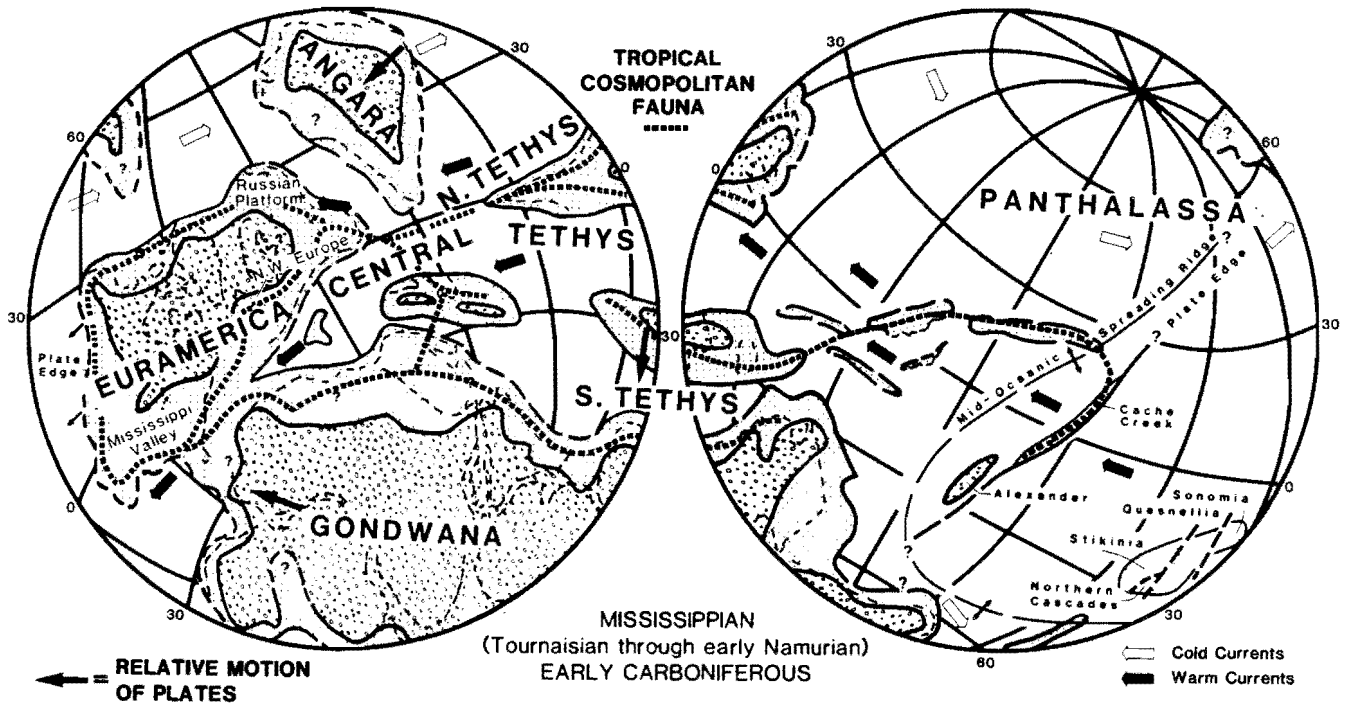 TROPICAL
COSMOPOLITAN
FAUNA
30
60
ANGARA
?
?
N. TETHYS
Russian
Platform
CENTRAL
TETHYS
N.W. Europe
?
30
Plate
Edge
EURAMERICA
Mississippi
Valley
?
0
S. TETHYS
GONDWANA
?
30
30
0
60
?
PANTHALASSA
?
Spreading Ridge
Plate Edge
?
30
30
Mid-Oceanic
Cache
Creek
Alexander
0
Sonomia
Quesnellia
Stikinia
?
?
Northern
Cascades
30
60
MISSISSIPPIAN
(Tournaisian through early Namurian)
EARLY CARBONIFEROUS
= RELATIVE MOTION
OF PLATES
Cold Currents
Warm Currents